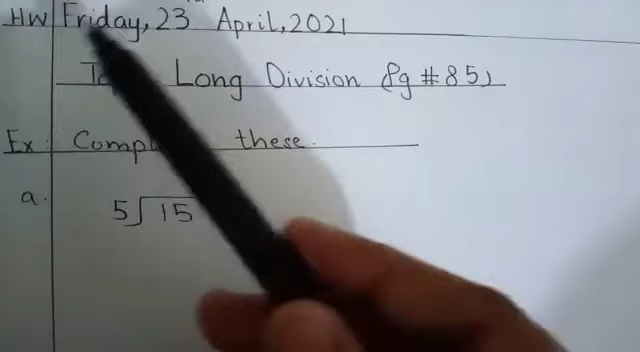 HW Friday, 23 April, 2021
Long Division (Pg # 85)
Ex: these.
a. 5 15